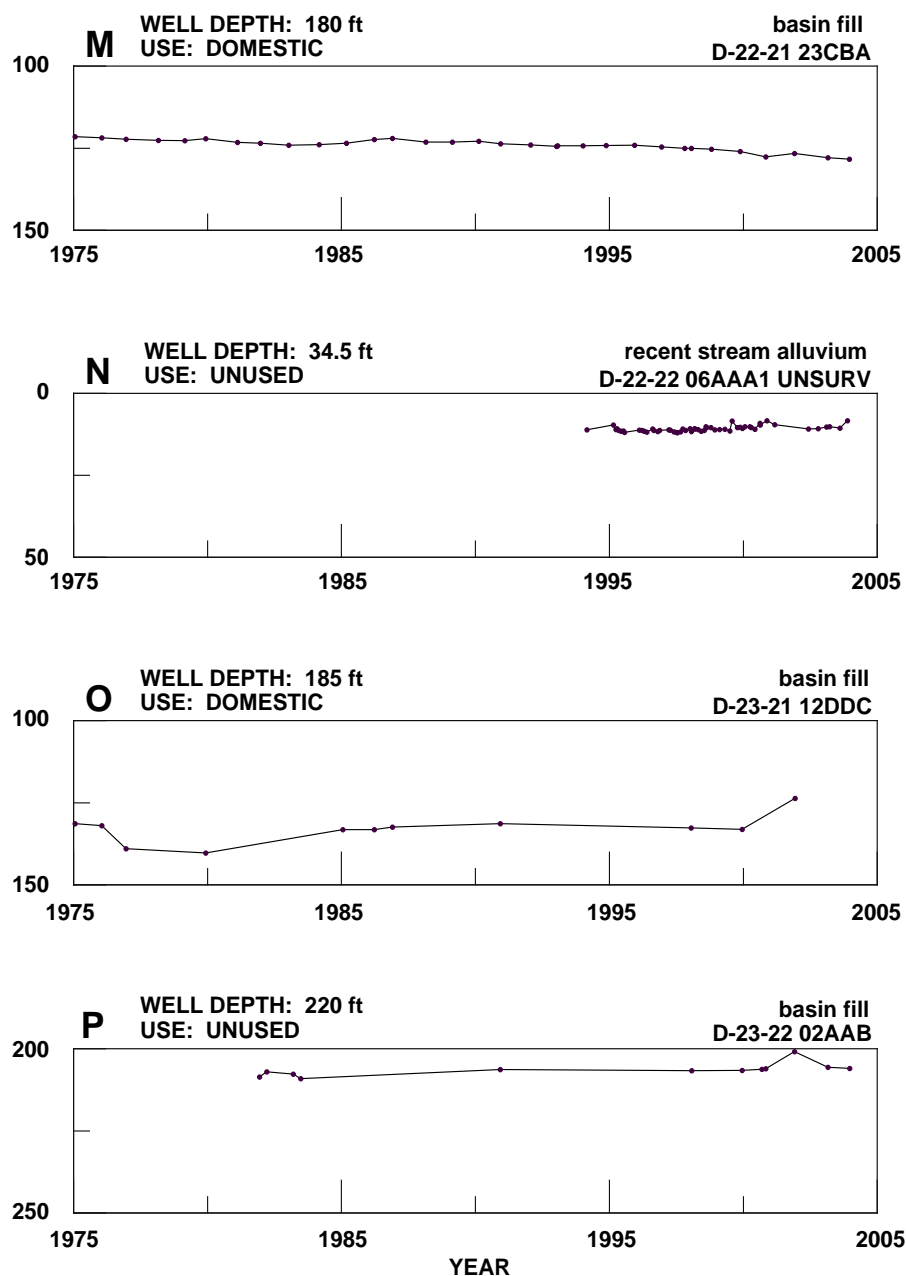 M
WELL DEPTH: 180 ft
USE: DOMESTIC
basin fill
D-22-21 23CBA
100
150
1975
1985
1995
2005
N
WELL DEPTH: 34.5 ft
USE: UNUSED
recent stream alluvium
D-22-22 06AAA1 UNSURV
0
50
1975
1985
1995
2005
O
WELL DEPTH: 185 ft
USE: DOMESTIC
basin fill
D-23-21 12DDC
100
150
1975
1985
1995
2005
P
WELL DEPTH: 220 ft
USE: UNUSED
basin fill
D-23-22 02AAB
200
250
1975
1985
1995
2005
YEAR